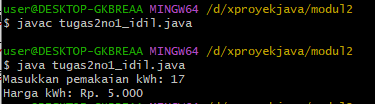 user@DESKTOP-GKBREAA MINGW64 /d/xproyekjava/modul2
$ javac tugas2no1_idil.java
user@DESKTOP-GKBREAA MINGW64 /d/xproyekjava/modul2
$ java tugas2no1_idil.java
Masukkan pemakaian kWh: 17
Harga kWh: Rp. 5.000